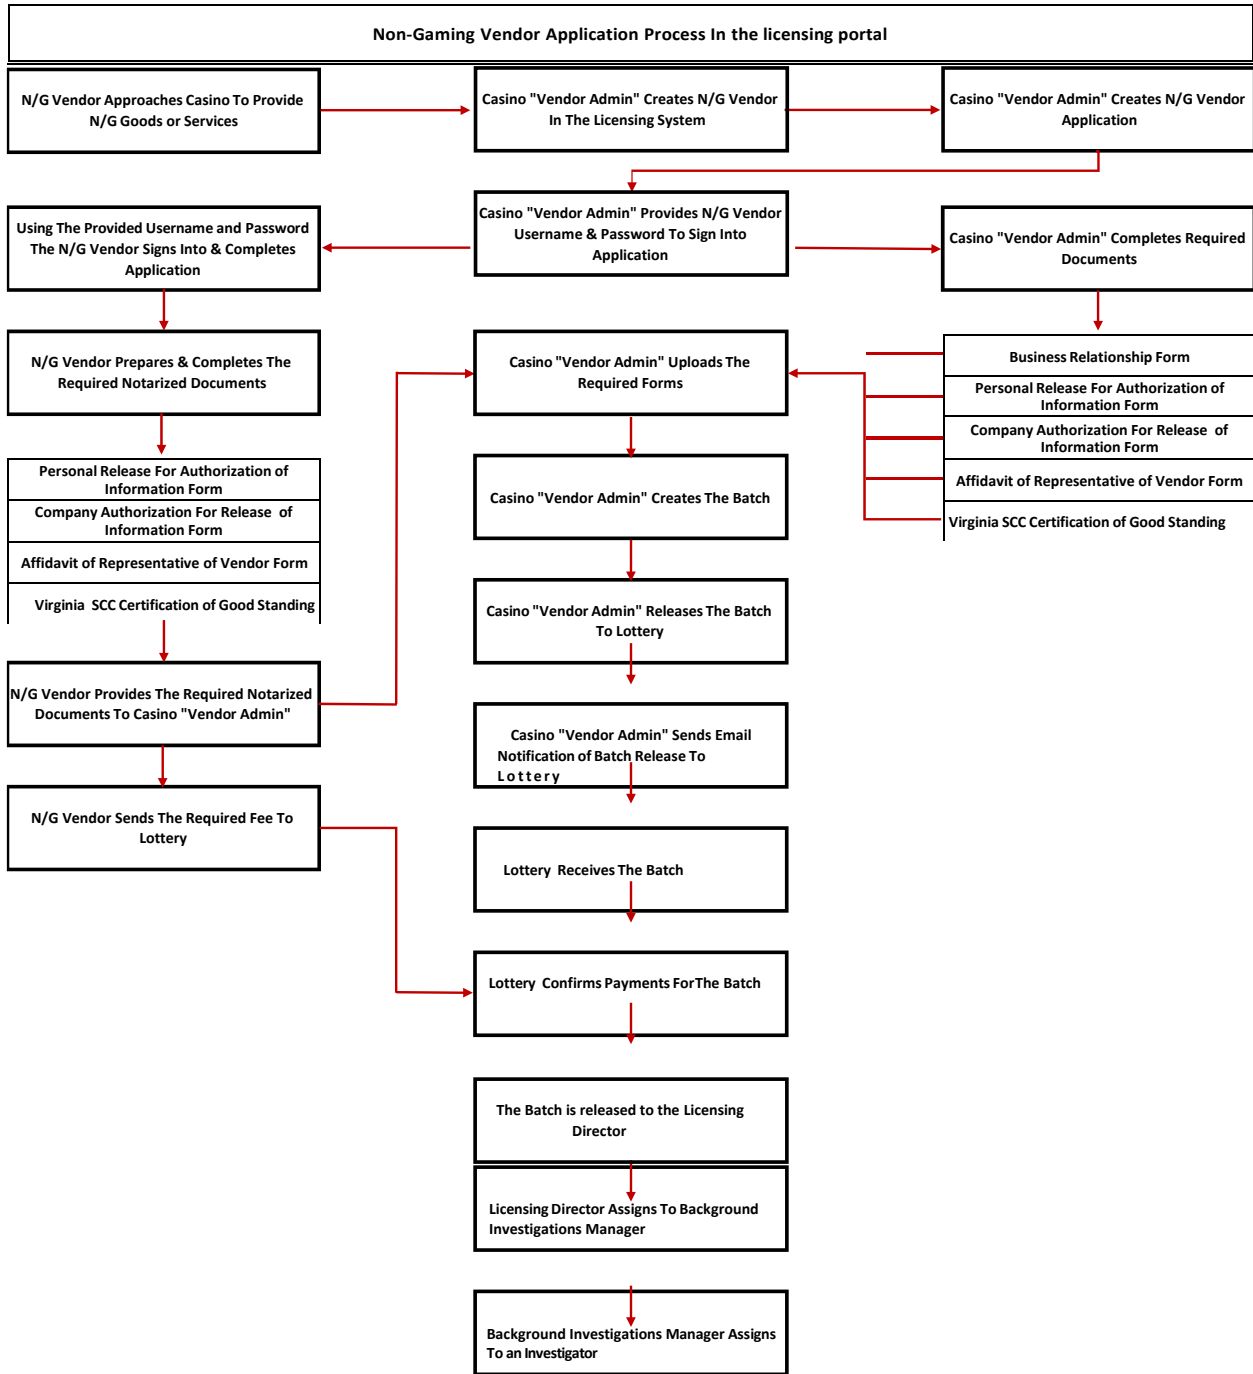 Non-Gaming Vendor Application Process In the licensing portal
N/G Vendor Approaches Casino To Provide
N/G Goods or Services
Casino "Vendor Admin" Creates N/G Vendor
In The Licensing System
Casino "Vendor Admin" Creates N/G Vendor
Application
Using The Provided Username and Password
The N/G Vendor Signs Into & Completes
Application
Casino "Vendor Admin" Provides N/G Vendor
Username & Password To Sign Into
Application
Casino "Vendor Admin" Completes Required
Documents
N/G Vendor Prepares & Completes The
Required Notarized Documents
Casino "Vendor Admin" Uploads The
Required Forms
Business Relationship Form
Personal Release For Authorization of
Information Form
Company Authorization For Release of
Information Form
Affidavit of Representative of Vendor Form
Virginia SCC Certification of Good Standing
Personal Release For Authorization of
Information Form
Company Authorization For Release of
Information Form
Affidavit of Representative of Vendor Form
Virginia SCC Certification of Good Standing
Casino "Vendor Admin" Creates The Batch
Casino "Vendor Admin" Releases The Batch
To Lottery
N/G Vendor Provides The Required Notarized
Documents To Casino "Vendor Admin"
Casino "Vendor Admin" Sends Email
Notification of Batch Release To
Lottery
N/G Vendor Sends The Required Fee To
Lottery
Lottery Receives The Batch
Lottery Confirms Payments ForThe Batch
The Batch is released to the Licensing
Director
Licensing Director Assigns To Background
Investigations Manager
Background Investigations Manager Assigns
To an Investigator